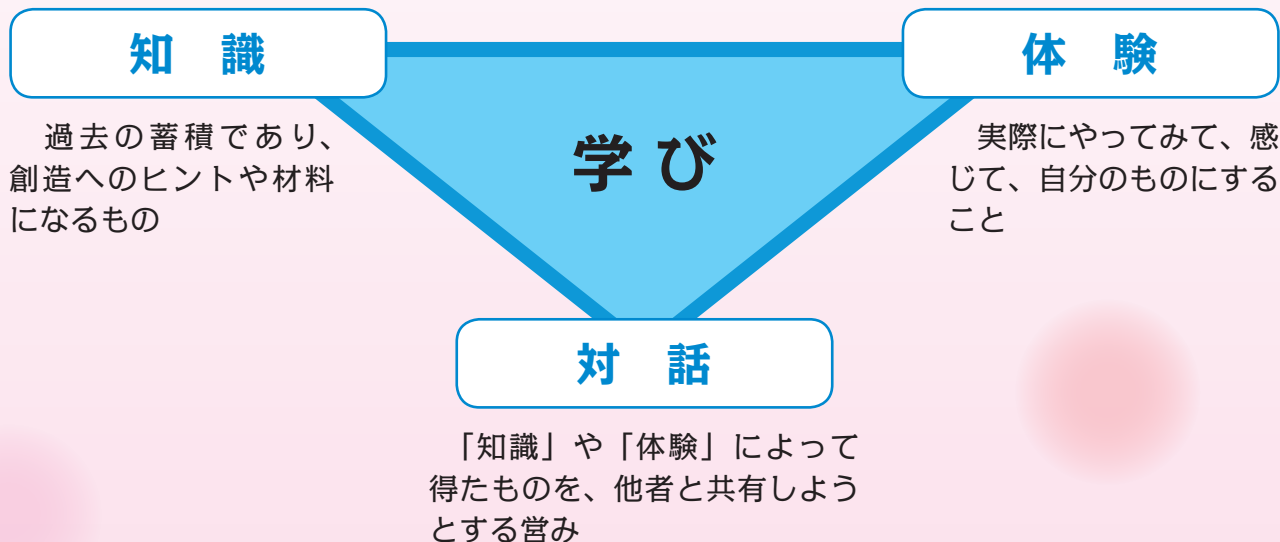 知 識
過去の蓄積であり、
創造へのヒントや材料
になるもの
体 験
実際にやってみて、感
じて、自分のものにする
こと
学 び
対 話
「知識」や「体験」によって
得たものを、他者と共有しよう
とする営み